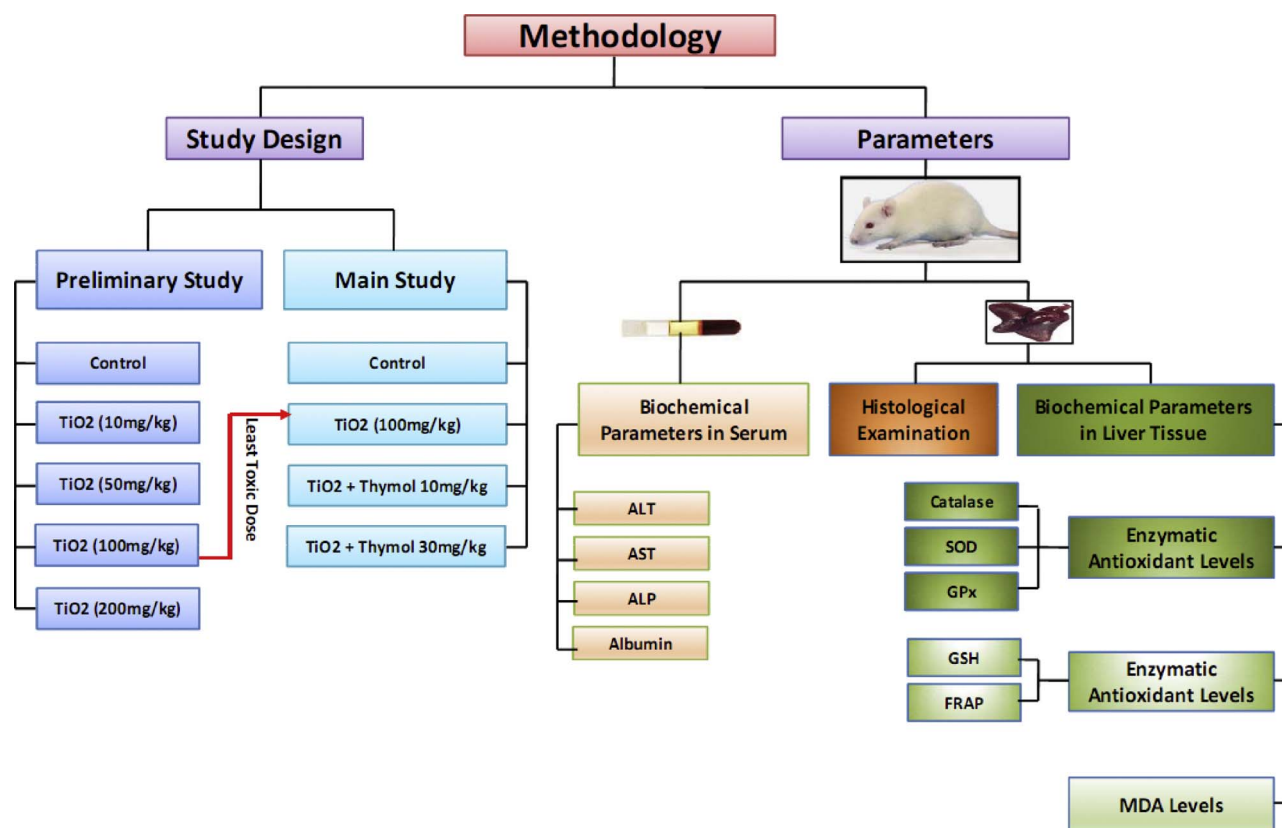 Methodology
Study Design
Parameters
Preliminary Study
Main Study
Control
TiO2 (10mg/kg)
TiO2 (50mg/kg)
TiO2 (100mg/kg)
TiO2 (200mg/kg)
Least Toxic Dose
Control
TiO2 (100mg/kg)
TiO2 + Thymol 10mg/kg
TiO2 + Thymol 30mg/kg
Biochemical
Parameters in Serum
ALT
AST
ALP
Albumin
Histological
Examination
Biochemical Parameters
in Liver Tissue
Catalase
SOD
GPx
Enzymatic
Antioxidant Levels
GSH
FRAP
Enzymatic
Antioxidant Levels
MDA Levels